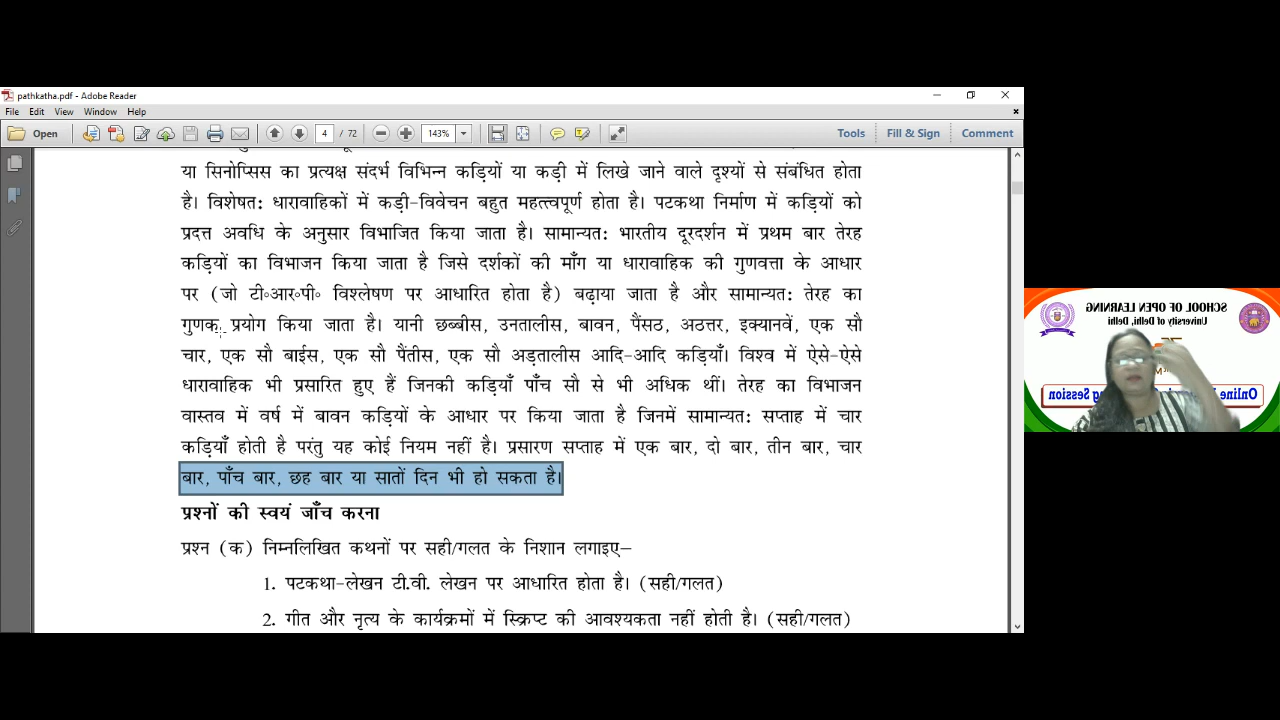 pathkatha.pdf - Adobe Reader
File Edit View Window Help
Open 4 / 72 143% Tools Fill & Sign Comment
या सिनोप्सिस का प्रत्यक्ष संदर्भ विभिन्न कड़ियों या कड़ी में लिखे जाने वाले दृश्यों से संबंधित होता
है। विशेषत: धारावाहिकों में कड़ी-विवेचन बहुत महत्त्वपूर्ण होता है। पटकथा निर्माण में कड़ियों को
प्रदत्त अवधि के अनुसार विभाजित किया जाता है। सामान्यत: भारतीय दूरदर्शन में प्रथम बार तेरह
कड़ियों का विभाजन किया जाता है जिसे दर्शकों की माँग या धारावाहिक की गुणवत्ता के आधार
पर (जो टी॰आर॰पी॰ विश्लेषण पर आधारित होता है) बढ़ाया जाता है और सामान्यत: तेरह का
गुणक प्रयोग किया जाता है। यानी छब्बीस, उनतालीस, बावन, पैंसठ, अठत्तर, इक्यानवें, एक सौ
चार, एक सौ बाईस, एक सौ पैंतीस, एक सौ अड़तालीस आदि-आदि कड़ियाँ। विश्व में ऐसे-ऐसे
धारावाहिक भी प्रसारित हुए हैं जिनकी कड़ियाँ पाँच सौ से भी अधिक थीं। तेरह का विभाजन
वास्तव में वर्ष में बावन कड़ियों के आधार पर किया जाता है जिनमें सामान्यत: सप्ताह में चार
कड़ियाँ होती है परंतु यह कोई नियम नहीं है। प्रसारण सप्ताह में एक बार, दो बार, तीन बार, चार
बार, पाँच बार, छह बार या सातों दिन भी हो सकता है।
प्रश्नों की स्वयं जाँच करना
प्रश्न (क) निम्नलिखित कथनों पर सही/गलत के निशान लगाइए–
1. पटकथा-लेखन टी.वी. लेखन पर आधारित होता है। (सही/गलत)
2. गीत और नृत्य के कार्यक्रमों में स्क्रिप्ट की आवश्यकता नहीं होती है। (सही/गलत)
SCHOOL OF OPEN LEARNING
University of Delhi, Delhi
Online
Session